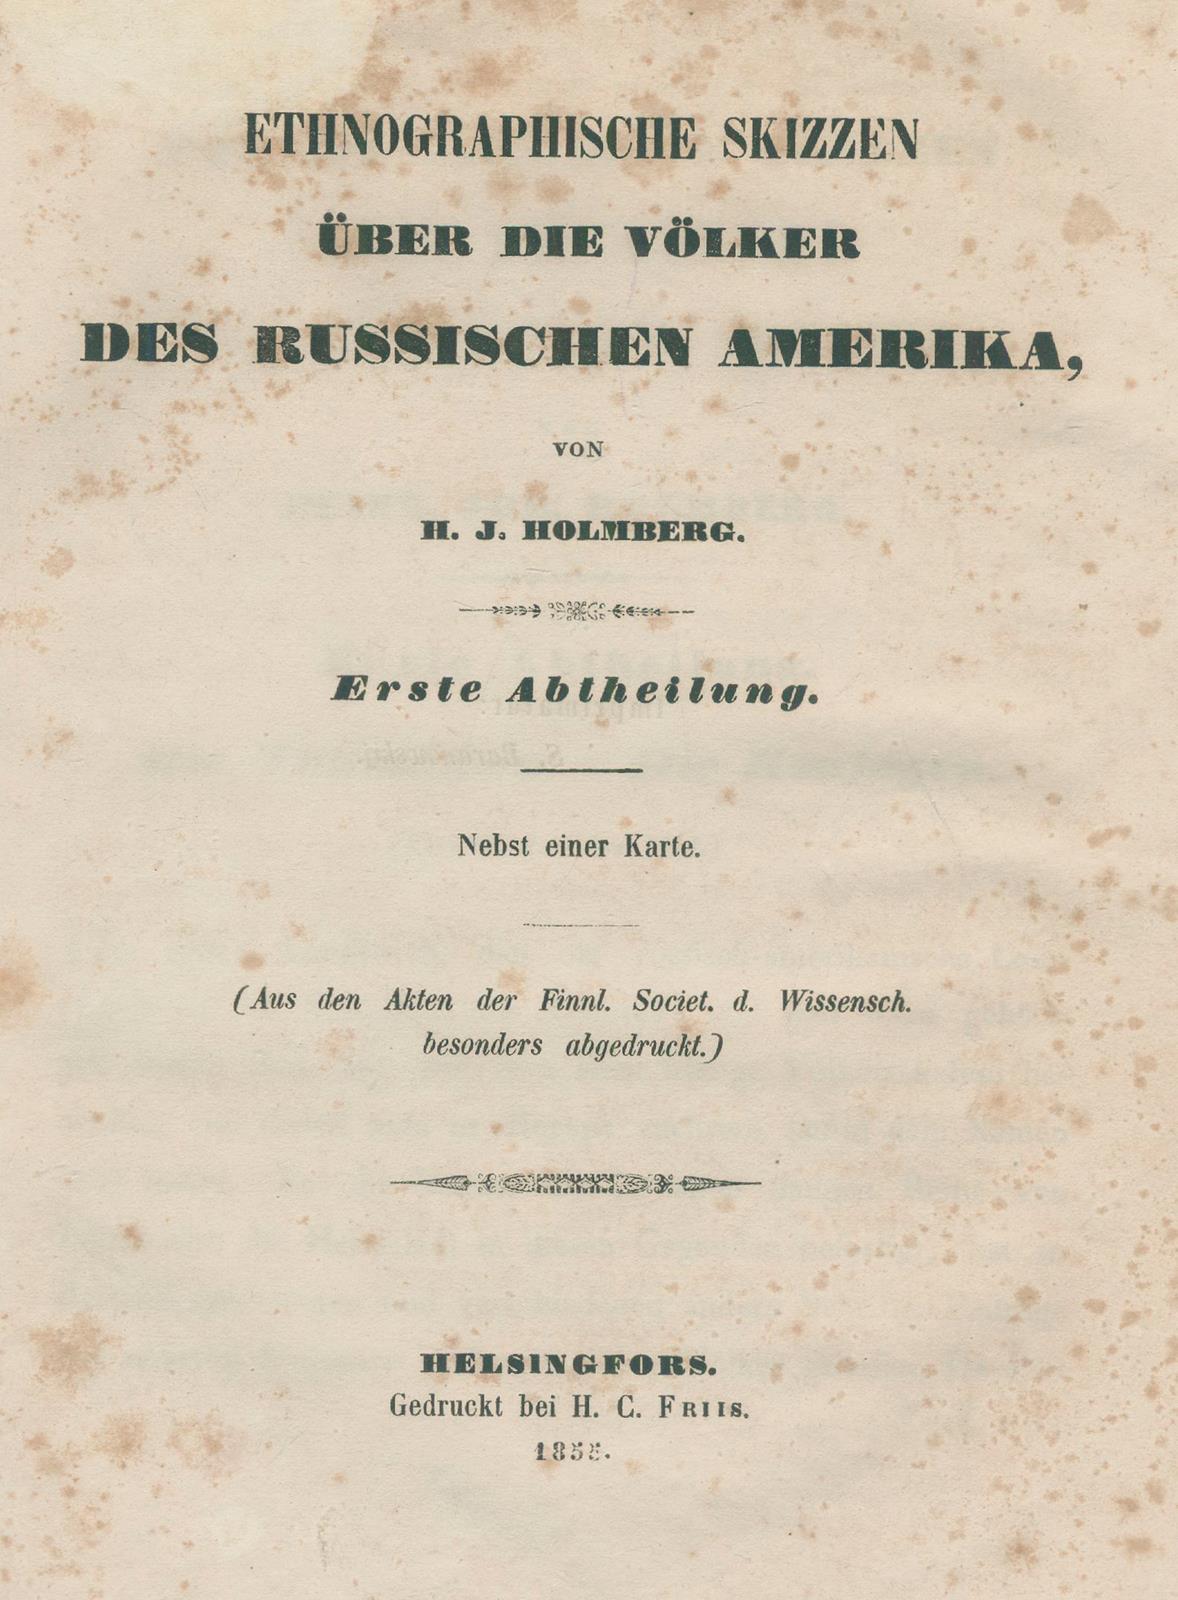 ETHNOGRAPHISCHE SKIZZEN
ÜBER DIE VÖLKER
DES RUSSISCHEN AMERIKA,
VON
H. J. HOLMBERG.
Erste Abtheilung.
Nebst einer Karte.
(Aus den Akten der Finnl. Societ. d. Wissensch.
besonders abgedruckt.)
HELSINGFORS.
Gedruckt bei H. C. FRIIS.
1855.